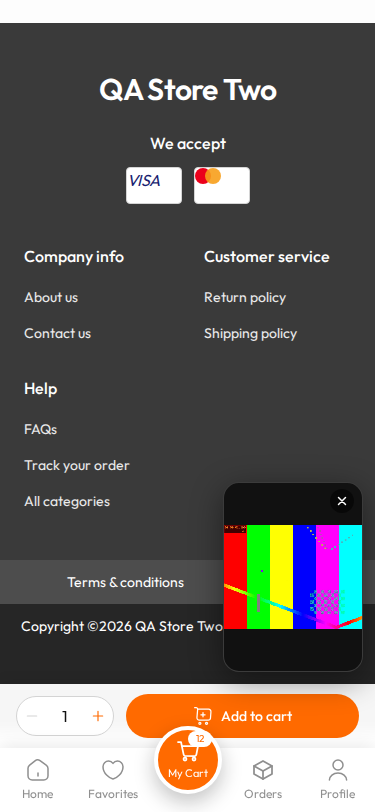 QA Store Two
We accept
VISA
Company info
Customer service
About us
Return policy
Contact us
Shipping policy
Help
FAQs
Track your order
All categories
Terms & conditions
Copyright ©2026 QA Store Two
1
Add to cart
12
My Cart
Home
Favorites
Orders
Profile